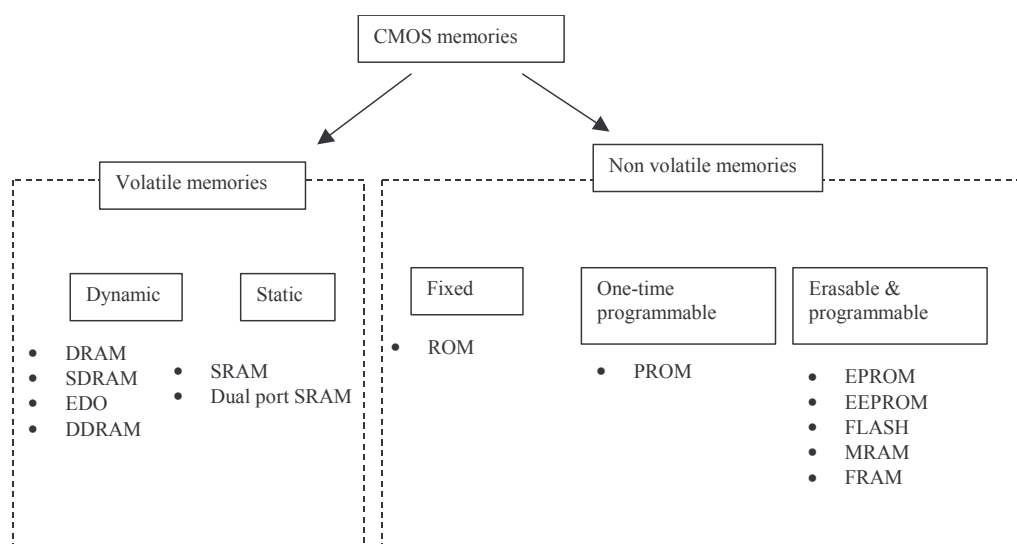 CMOS memories
Volatile memories
Non volatile memories
Dynamic
Static
Fixed
One-time
programmable
Erasable &
programmable
• DRAM
• SDRAM
• EDO
• DDRAM
• SRAM
• Dual port SRAM
• ROM
• PROM
• EPROM
• EEPROM
• FLASH
• MRAM
• FRAM